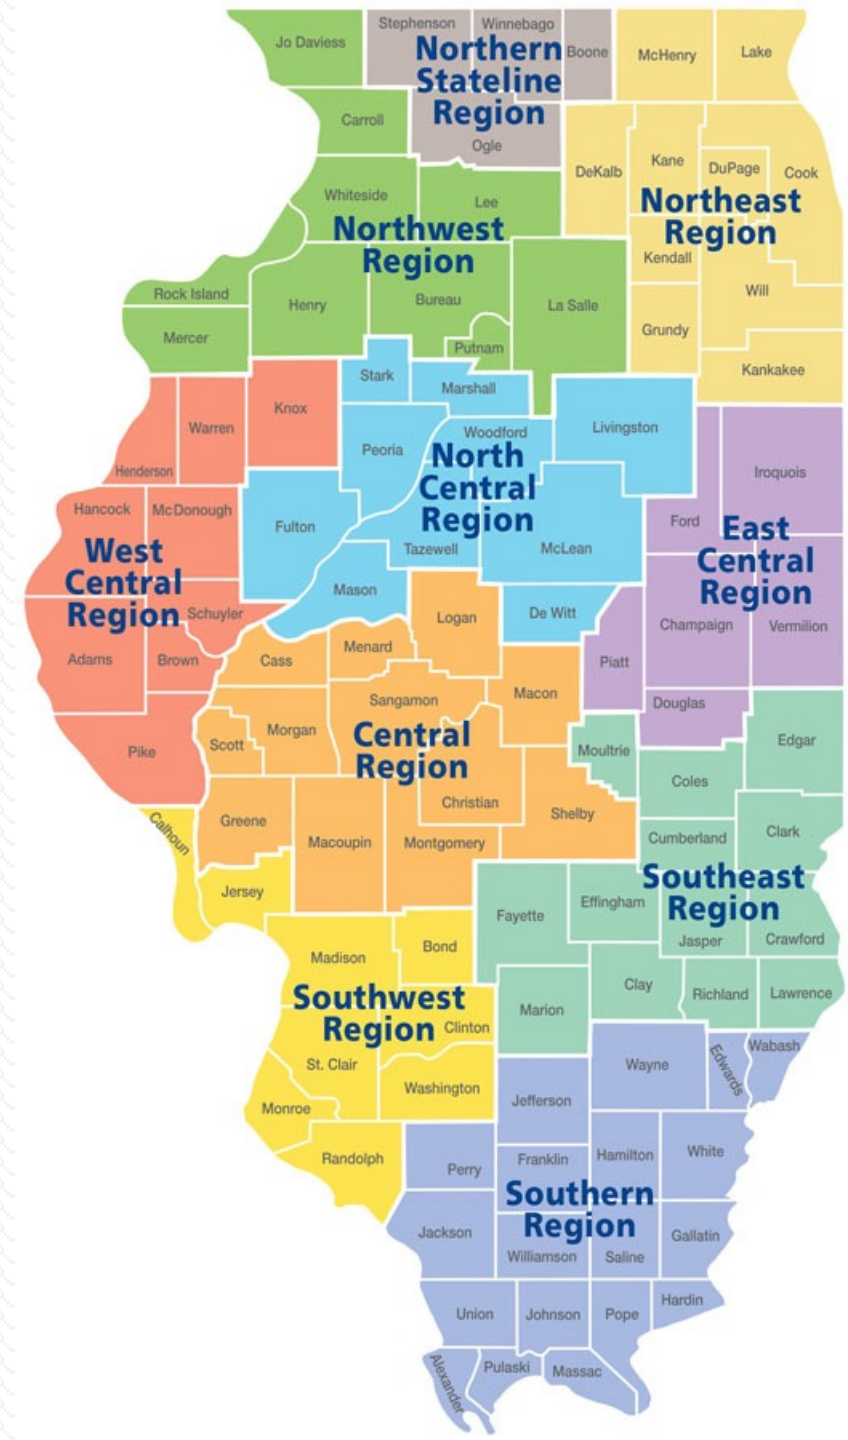 Jo Daviess
Stephenson
Winnebago
Boone
McHenry
Lake
Northern
Stateline
Region
Carroll
Ogle
DeKalb
Kane
DuPage
Cook
Whiteside
Lee
Northeast
Region
Northwest
Region
Kendall
Rock Island
Henry
Bureau
La Salle
Will
Mercer
Putnam
Grundy
Kankakee
Stark
Marshall
Knox
Warren
Henderson
Peoria
Woodford
Livingston
North
Central
Region
Iroquois
Hancock
McDonough
Fulton
Tazewell
McLean
Ford
East
Central
Region
West
Central
Region
Mason
Schuyler
Logan
De Witt
Champaign
Vermilion
Adams
Brown
Cass
Menard
Piatt
Sangamon
Macon
Douglas
Scott
Morgan
Central
Region
Moultrie
Edgar
Pike
Coles
Christian
Shelby
Calhoun
Greene
Macoupin
Montgomery
Cumberland
Clark
Southeast
Region
Jersey
Fayette
Effingham
Jasper
Crawford
Madison
Bond
Clay
Richland
Lawrence
Southwest
Region
Clinton
Marion
St. Clair
Washington
Wayne
Edwards
Wabash
Monroe
Jefferson
Randolph
Perry
Franklin
Hamilton
White
Southern
Region
Jackson
Williamson
Saline
Gallatin
Union
Johnson
Pope
Hardin
Alexander
Pulaski
Massac